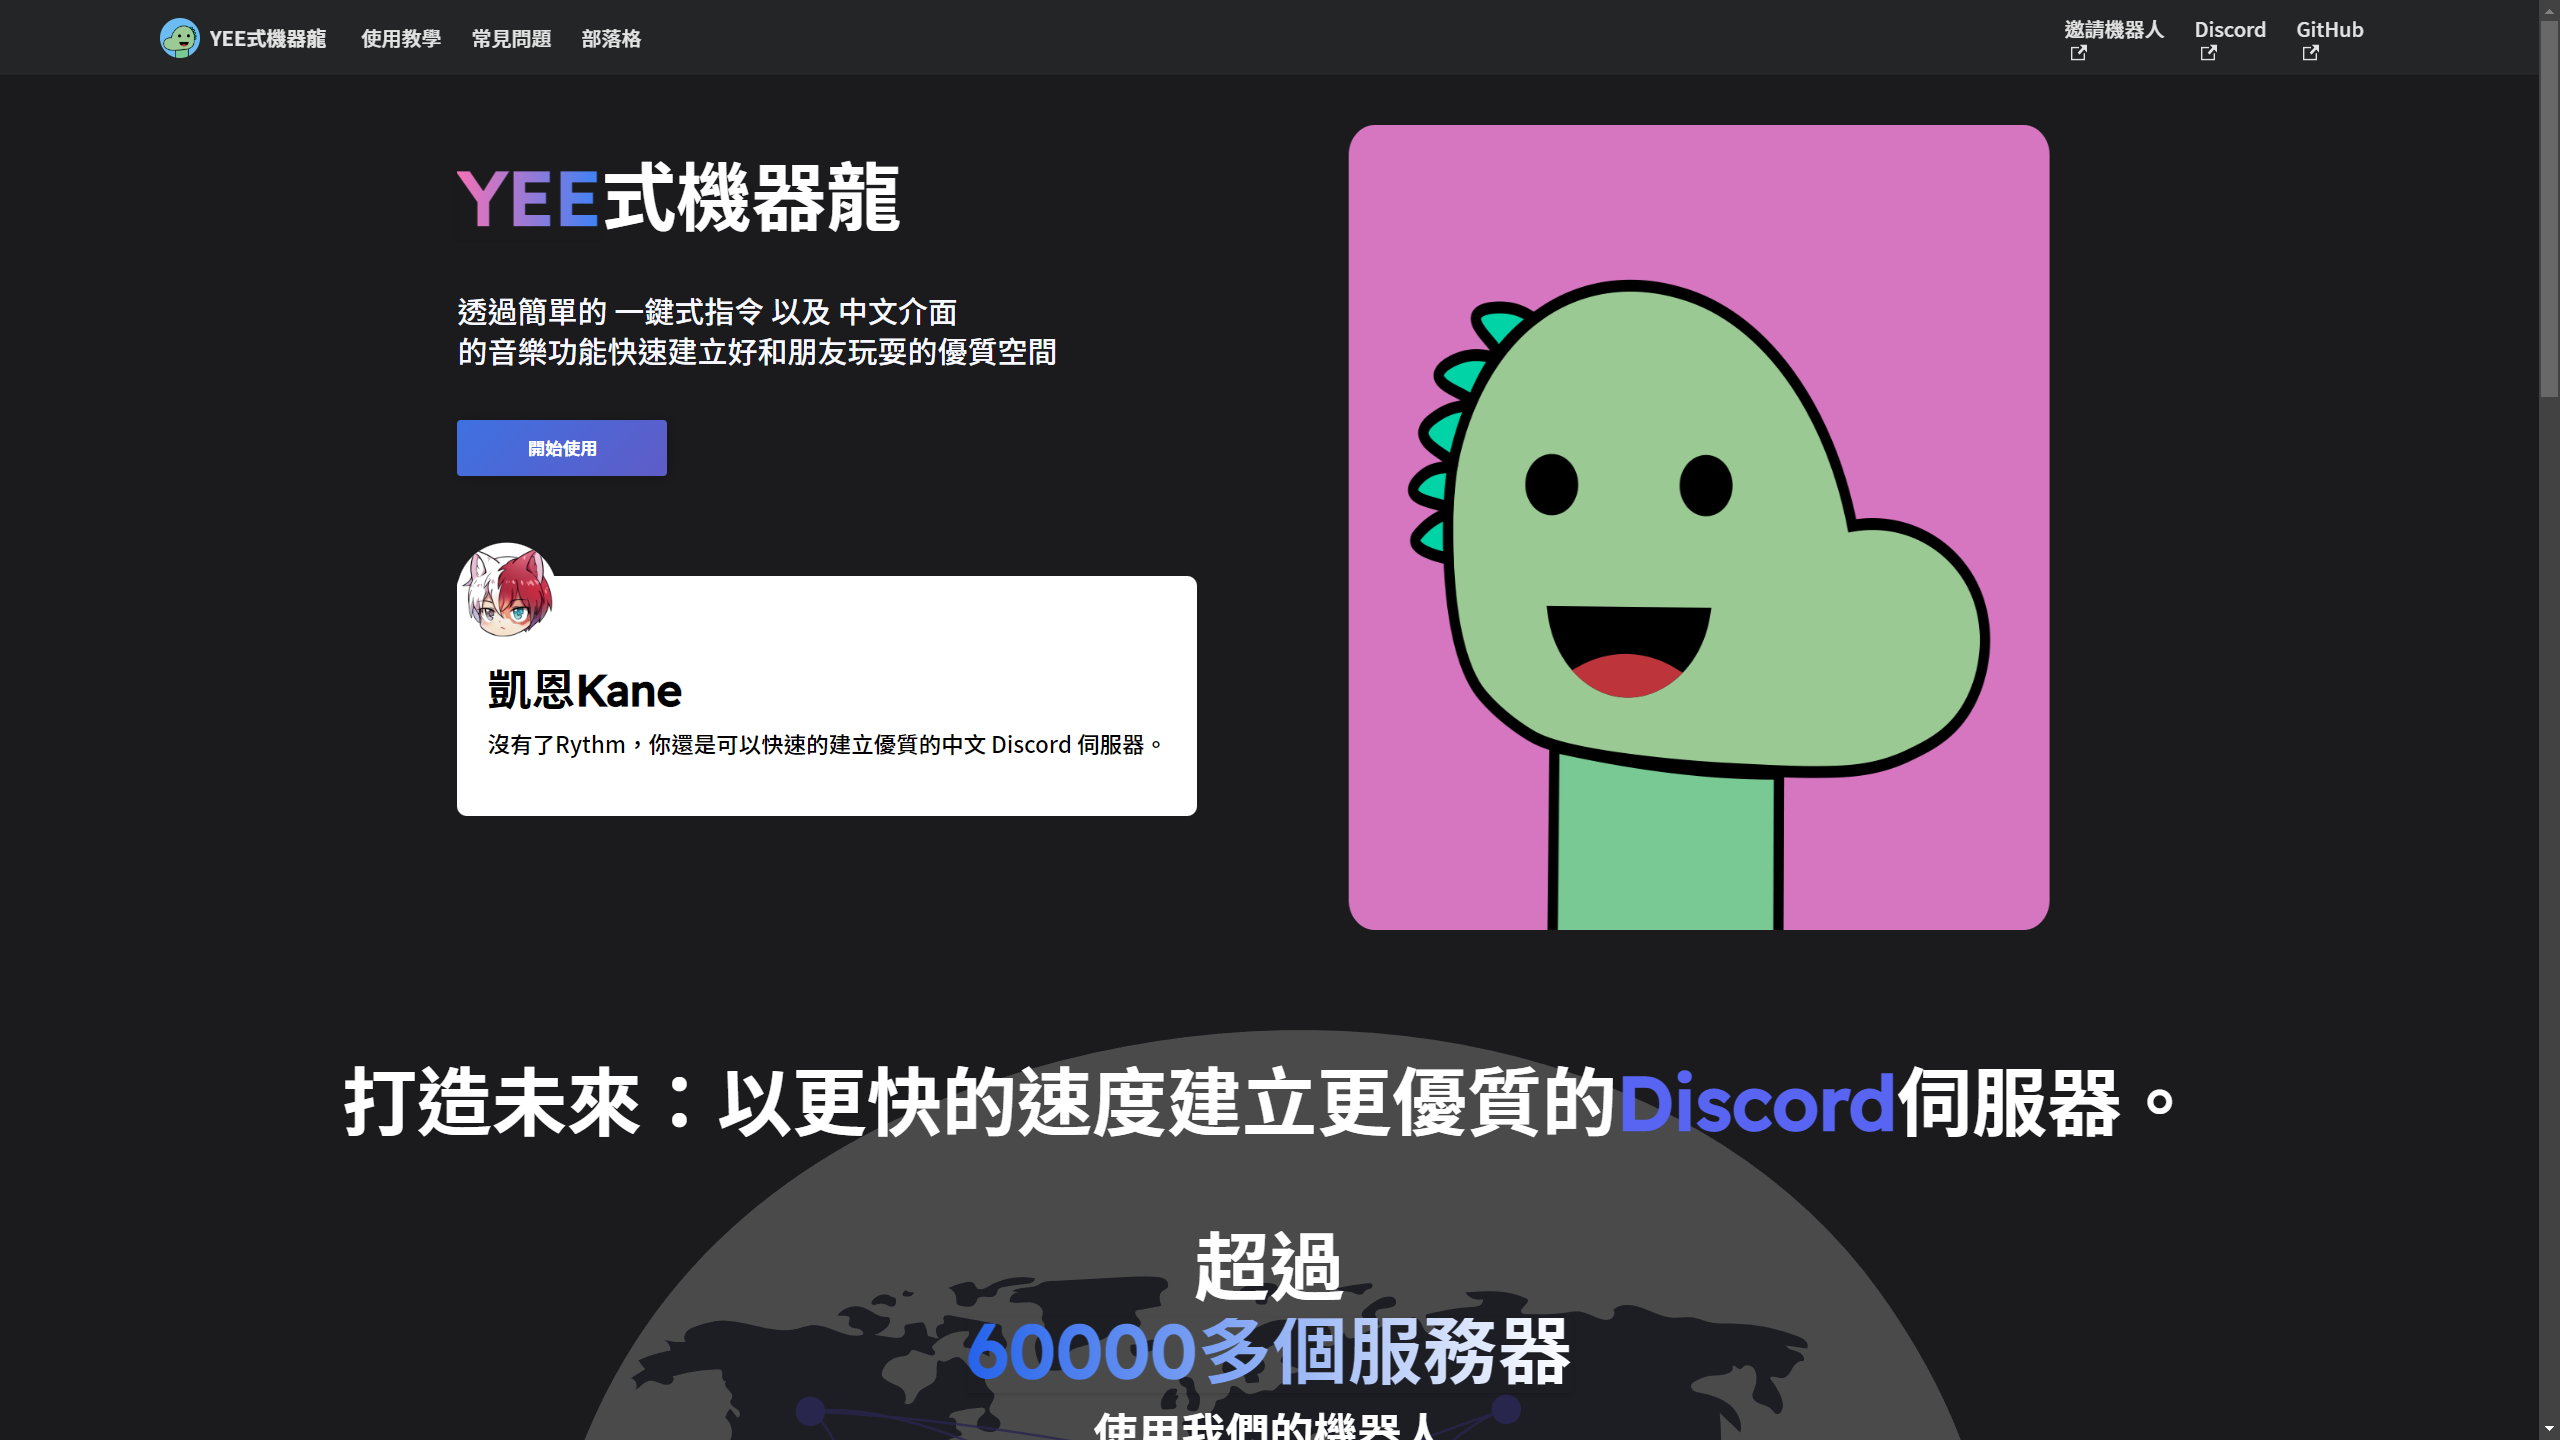 YEE式機器龍
使用教學
常見問題
部落格
邀請機器人
Discord
GitHub
YEE式機器龍
透過簡單的 一鍵式指令 以及 中文介面
的音樂功能快速建立好和朋友玩耍的優質空間
開始使用
凱恩Kane
沒有了Rythm，你還是可以快速的建立優質的中文 Discord 伺服器。
打造未來：以更快的速度建立更優質的Discord伺服器。
超過
60000多個服務器
使用我們的機器人